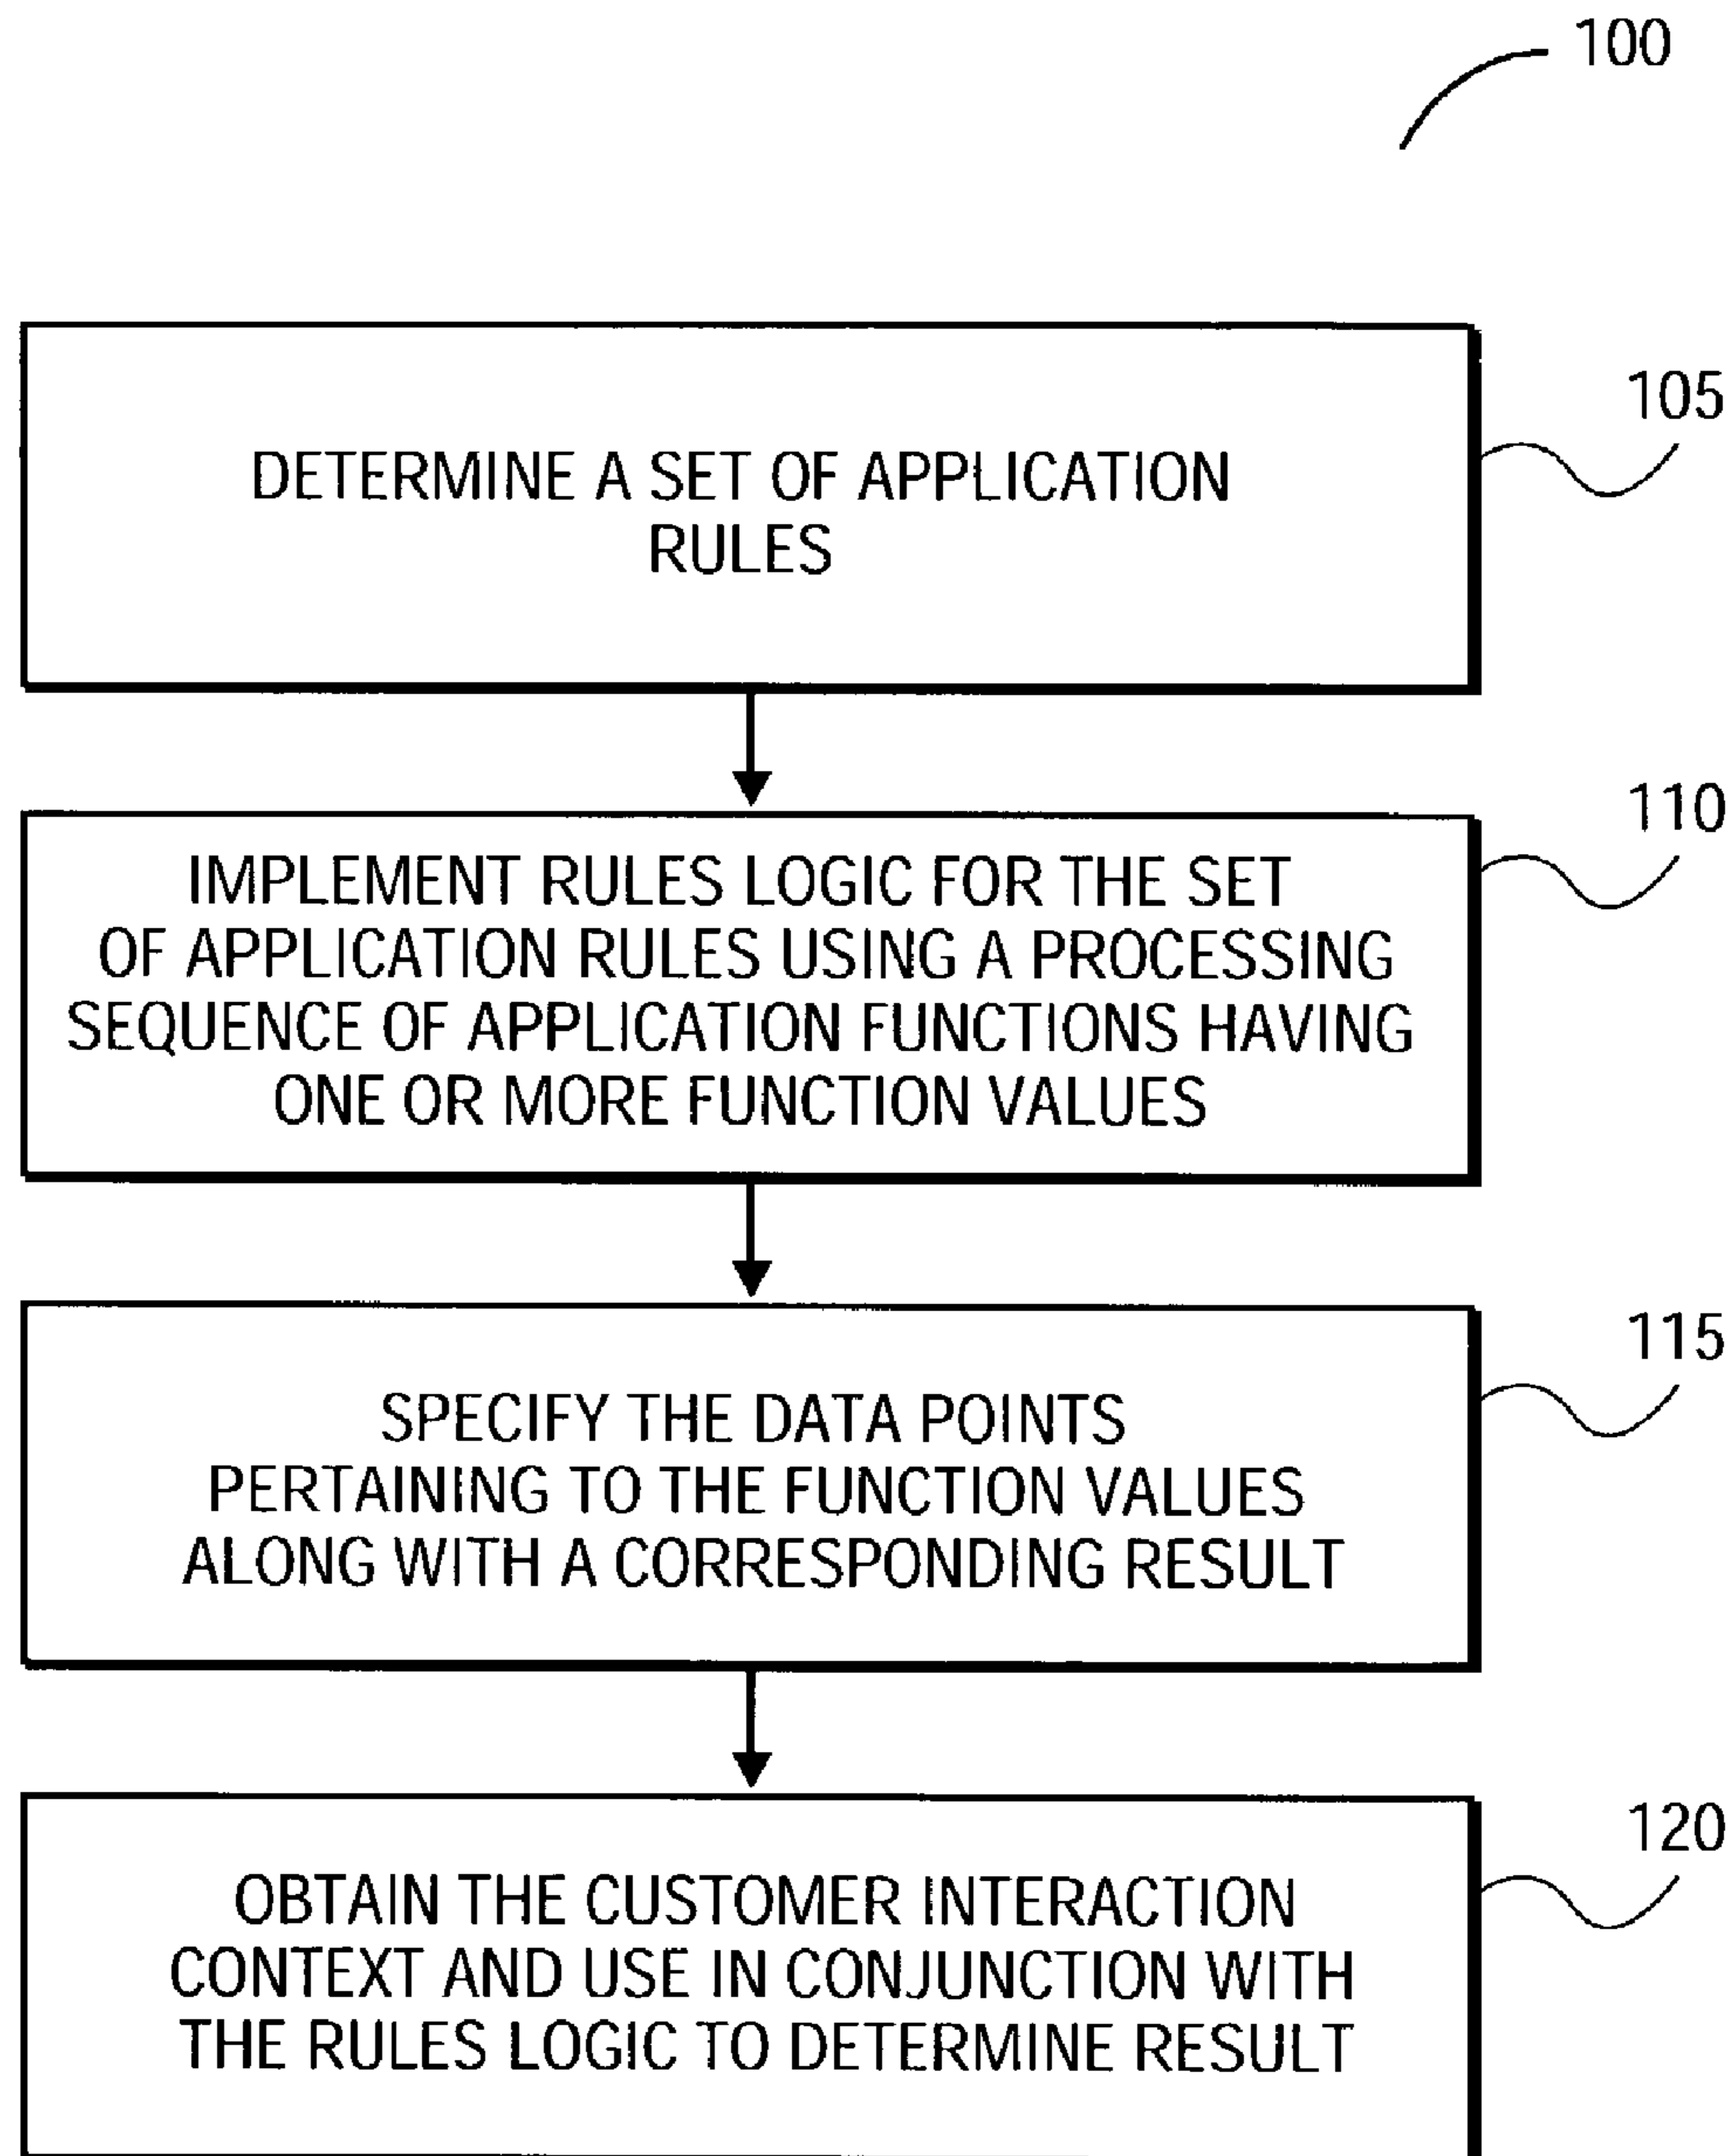 100
105
DETERMINE A SET OF APPLICATION
RULES
110
IMPLEMENT RULES LOGIC FOR THE SET
OF APPLICATION RULES USING A PROCESSING
SEQUENCE OF APPLICATION FUNCTIONS HAVING
ONE OR MORE FUNCTION VALUES
115
SPECIFY THE DATA POINTS
PERTAINING TO THE FUNCTION VALUES
ALONG WITH A CORRESPONDING RESULT
120
OBTAIN THE CUSTOMER INTERACTION
CONTEXT AND USE IN CONJUNCTION WITH
THE RULES LOGIC TO DETERMINE RESULT